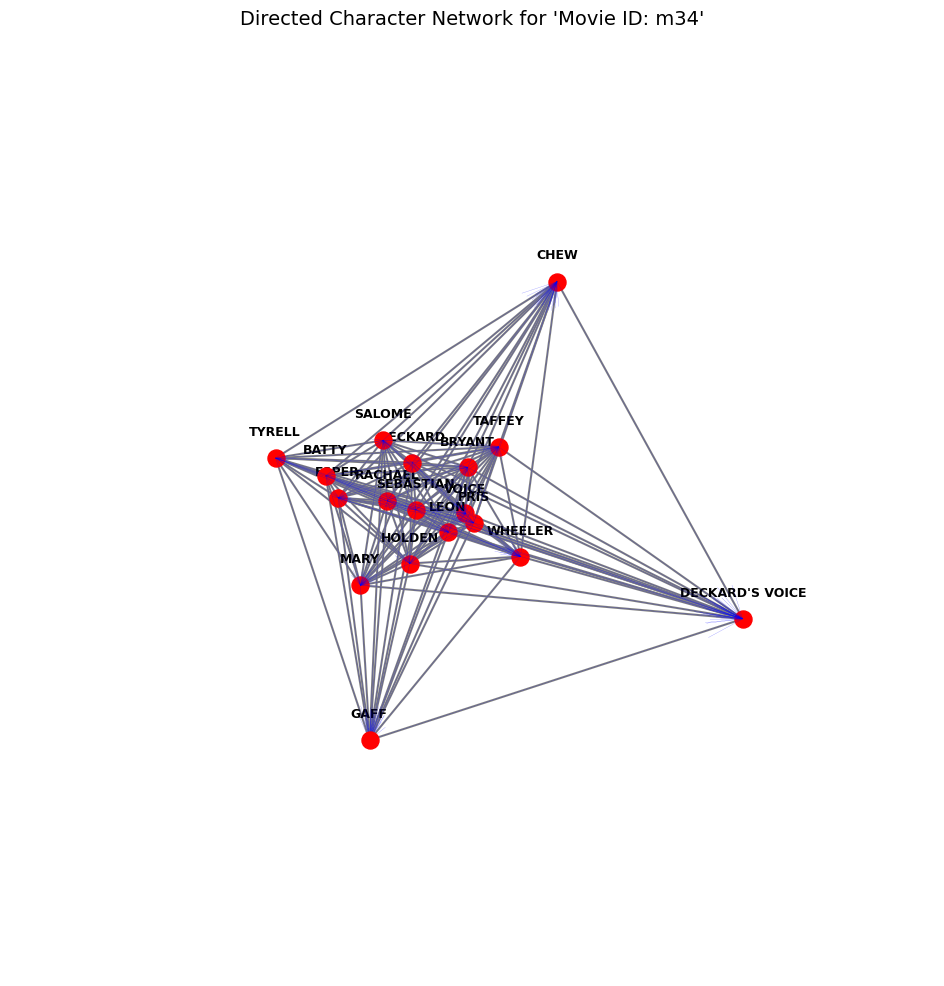 Directed Character Network for 'Movie ID: m34'
CHEW
SALOME
TAFFEY
TYRELL
ECKARD
BRYANT
BATTY
RACHAEL
SEBASTIAN
VOICE
PRIS
LEON
WHEELER
HOLDEN
MARY
DECKARD'S VOICE
GAFF